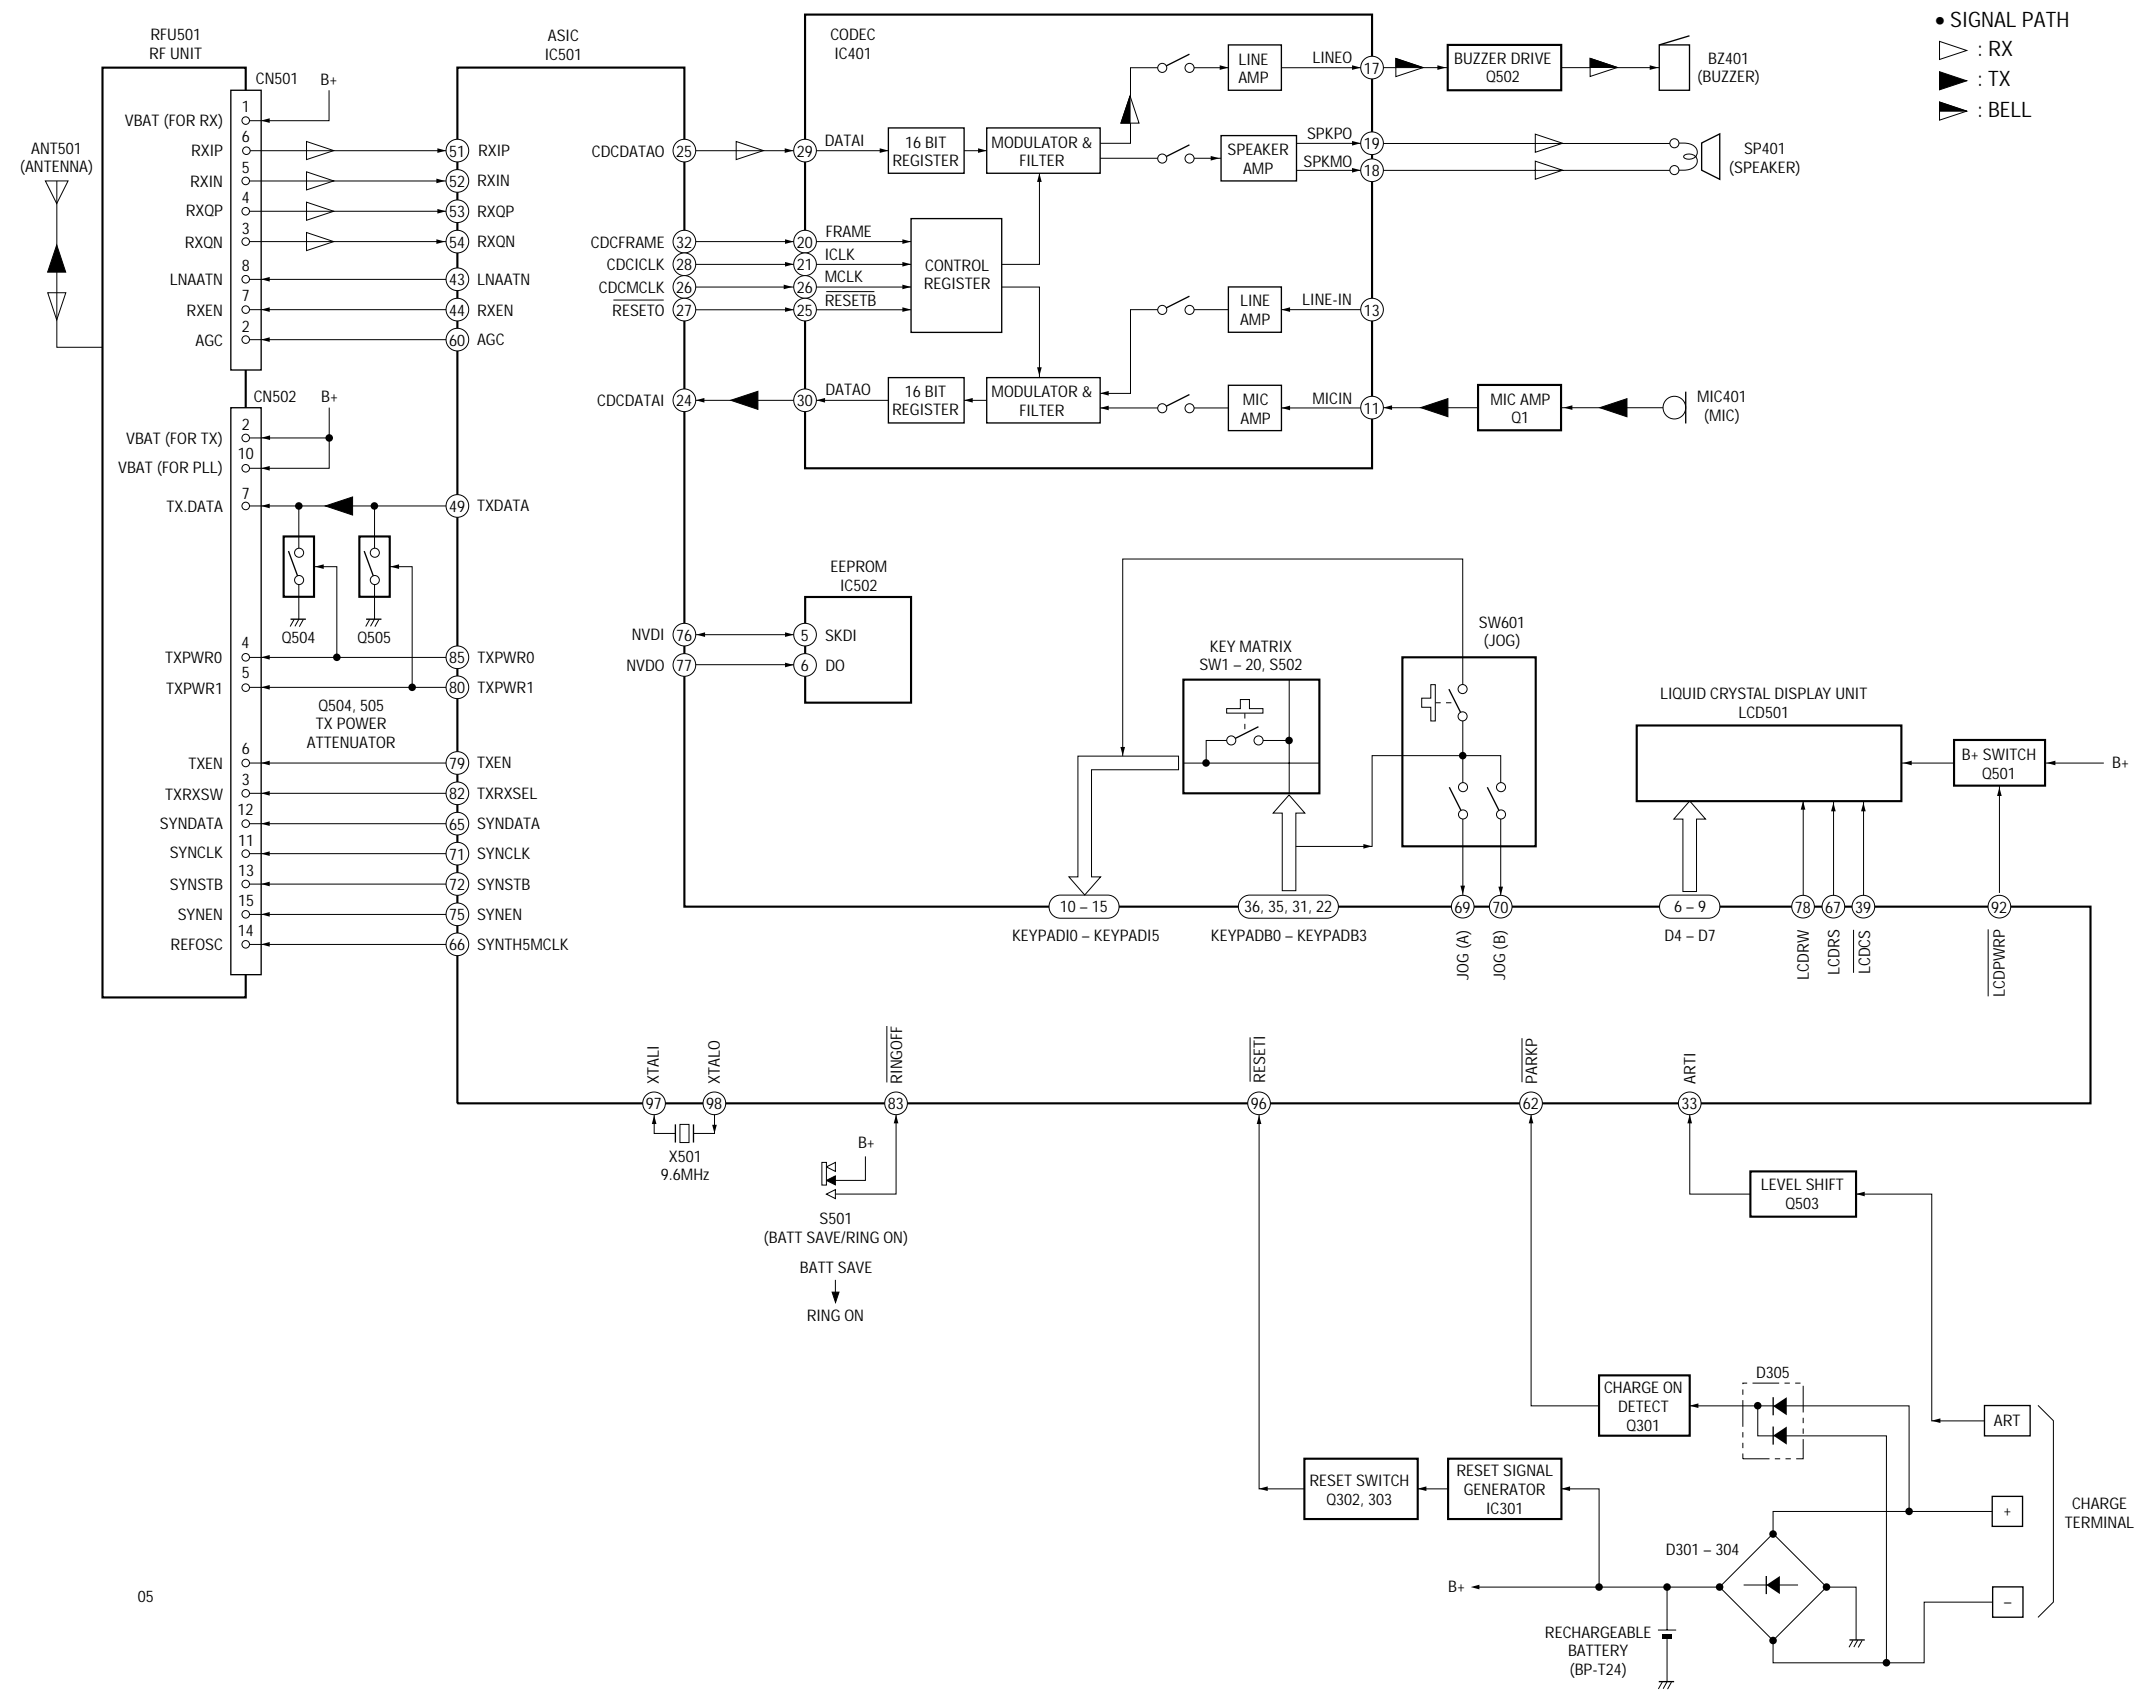 RFU501
RF UNIT
CN501
B+
1
VBAT (FOR RX)
6
RXIP
5
RXIN
4
RXQP
3
RXQN
8
LNAATN
7
RXEN
2
AGC
ANT501
(ANTENNA)
CN502
B+
2
VBAT (FOR TX)
10
VBAT (FOR PLL)
7
TX.DATA
Q504
Q505
4
TXPWR0
5
TXPWR1
Q504, 505
TX POWER
ATTENUATOR
6
TXEN
3
TXRXSW
12
SYNDATA
11
SYNCLK
13
SYNSTB
15
SYNEN
14
REFOSC
ASIC
IC501
51 RXIP
52 RXIN
53 RXQP
54 RXQN
43 LNAATN
44 RXEN
60 AGC
49 TXDATA
85 TXPWR0
80 TXPWR1
79 TXEN
82 TXRXSEL
65 SYNDATA
71 SYNCLK
72 SYNSTB
75 SYNEN
66 SYNTH5MCLK
CDCDATAO 25
CDCFRAME 32
CDCICLK 28
CDCMCLK 26
RESETO 27
CDCDATAI 24
NVDI 76
NVDO 77
CODEC
IC401
29 DATAI
16 BIT
REGISTER
MODULATOR &
FILTER
LINE
AMP
LINEO
17
SPEAKER
AMP
SPKPO
19
SPKMO
18
20 FRAME
21 ICLK
26 MCLK
25 RESETB
CONTROL
REGISTER
LINE
AMP
LINE-IN
13
30 DATAO
16 BIT
REGISTER
MODULATOR &
FILTER
MIC
AMP
MICIN
11
BUZZER DRIVE
Q502
BZ401
(BUZZER)
SP401
(SPEAKER)
MIC AMP
Q1
MIC401
(MIC)
● SIGNAL PATH
: RX
: TX
: BELL
EEPROM
IC502
5 SKDI
6 DO
KEY MATRIX
SW1 – 20, S502
SW601
(JOG)
LIQUID CRYSTAL DISPLAY UNIT
LCD501
B+ SWITCH
Q501
B+
10 – 15
KEYPADI0 – KEYPADI5
36, 35, 31, 22
KEYPADB0 – KEYPADB3
69
JOG (A)
70
JOG (B)
6 – 9
D4 – D7
78
LCDRW
67
LCDRS
39
LCDCS
92
LCDPWRP
XTALI
97
XTALO
98
X501
9.6MHz
RINGOFF
83
B+
S501
(BATT SAVE/RING ON)
BATT SAVE
RING ON
RESETI
96
PARKP
62
ARTI
33
LEVEL SHIFT
Q503
CHARGE ON
DETECT
Q301
D305
ART
RESET SWITCH
Q302, 303
RESET SIGNAL
GENERATOR
IC301
+
CHARGE
TERMINAL
D301 – 304
B+
–
RECHARGEABLE
BATTERY
(BP-T24)
05